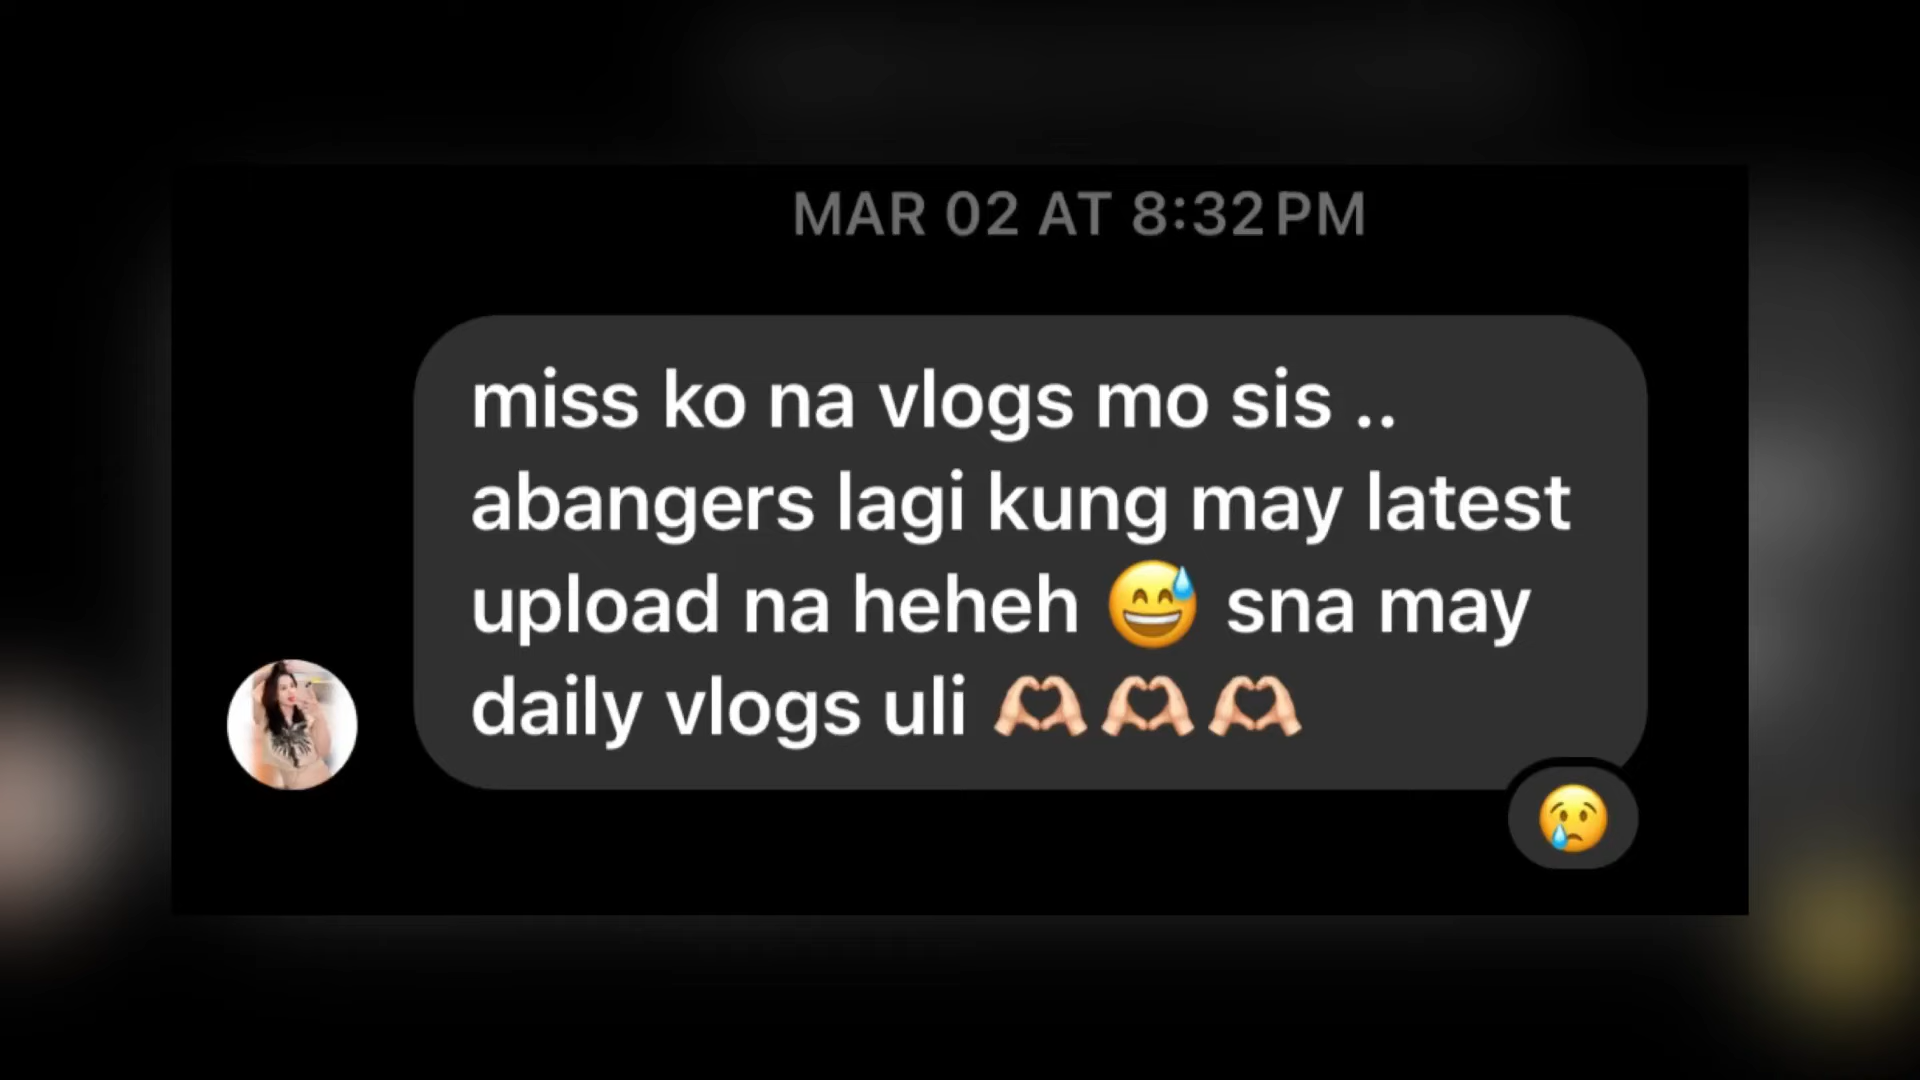 MAR 02 AT 8:32 PM
miss ko na vlogs mo sis ..
abangers lagi kung may latest
upload na heheh 😅 sna may
daily vlogs uli 🫶🏻🫶🏻🫶🏻
😢